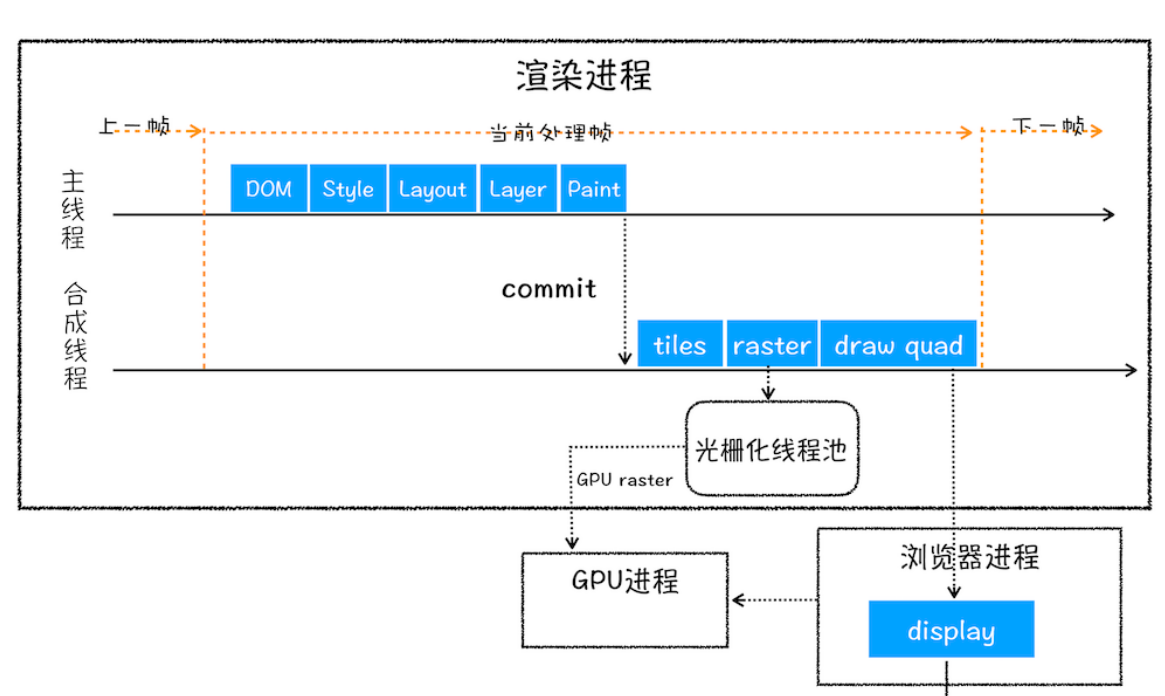 渲染进程
上一帧
当前处理帧
下一帧
主线程
DOM
Style
Layout
Layer
Paint
commit
合成线程
tiles
raster
draw quad
光栅化线程池
GPU raster
GPU进程
浏览器进程
display